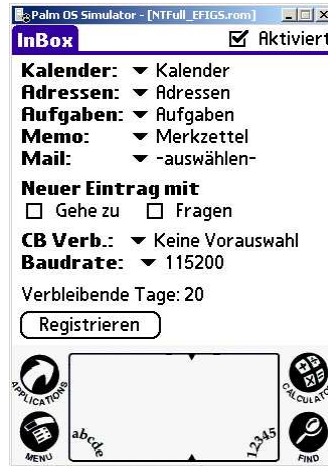 Palm OS Simulator - [NTFull_EFIGS.rom]
InBox Aktiviert
Kalender: Kalender
Adressen: Adressen
Aufgaben: Aufgaben
Memo: Merkzettel
Mail: -auswählen-
Neuer Eintrag mit
Gehe zu Fragen
CB Verb.: Keine Vorauswahl
Baudrate: 115200
Verbleibende Tage: 20
Registrieren
APPLICATIONS CALCULATOR
MENU abcde 12345 FIND